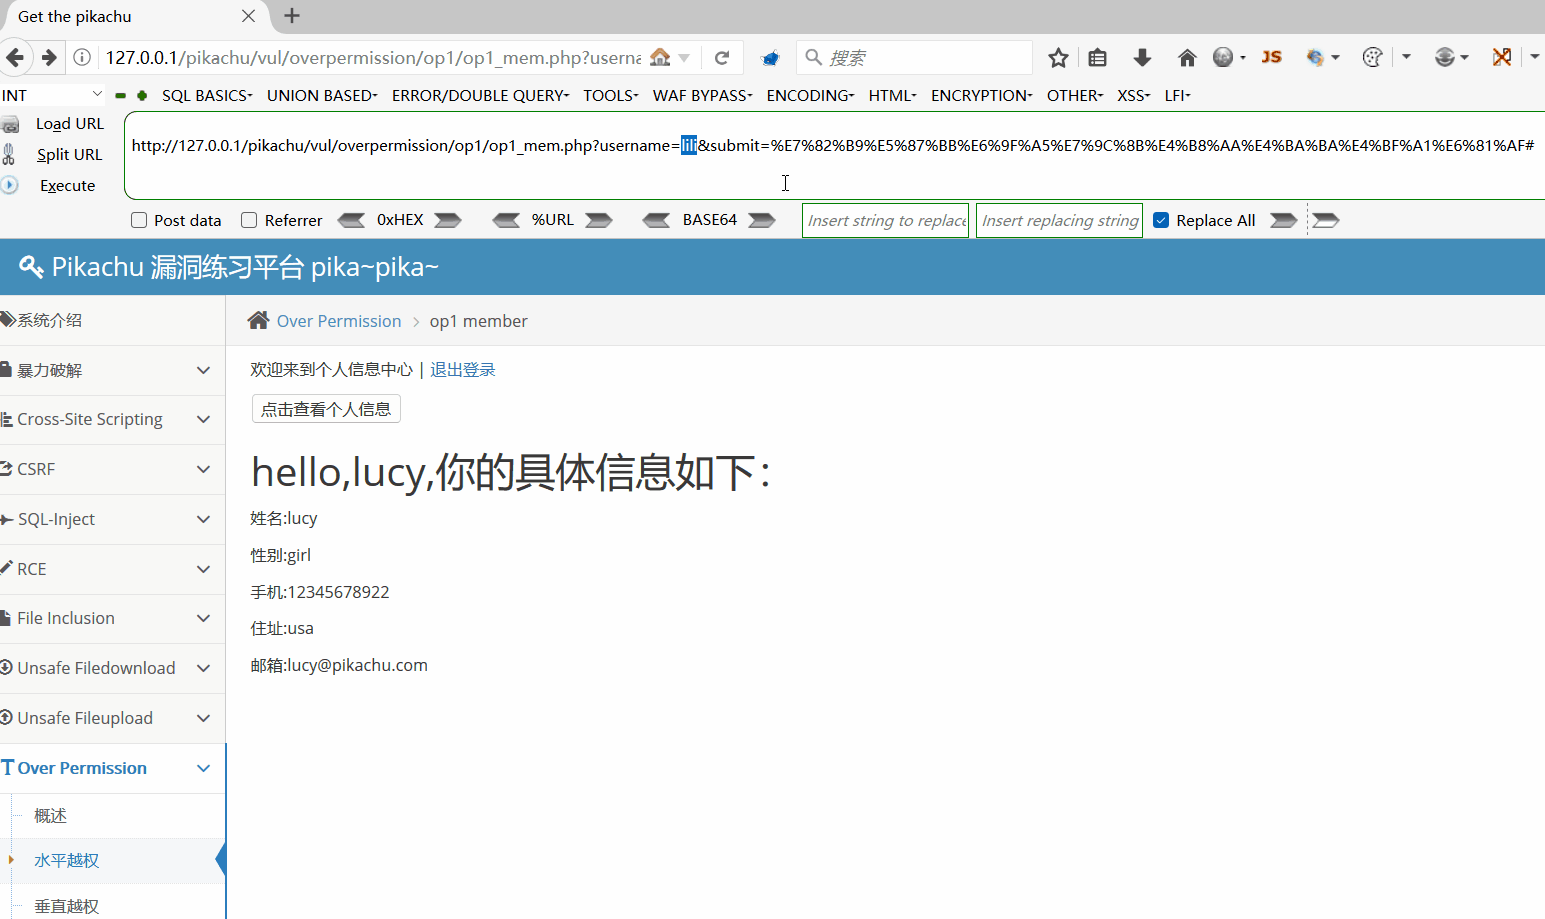 Get the pikachu
127.0.0.1/pikachu/vul/overpermission/op1/op1_mem.php?userna
搜索
JS
INT
SQL BASICS
UNION BASED
ERROR/DOUBLE QUERY
TOOLS
WAF BYPASS
ENCODING
HTML
ENCRYPTION
OTHER
XSS
LFI
Load URL
Split URL
Execute
http://127.0.0.1/pikachu/vul/overpermission/op1/op1_mem.php?username=lili&submit=%E7%82%B9%E5%87%BB%E6%9F%A5%E7%9C%8B%E4%B8%AA%E4%BA%BA%E4%BF%A1%E6%81%AF#
Post data
Referrer
0xHEX
%URL
BASE64
Insert string to replace
Insert replacing string
Replace All
Pikachu 漏洞练习平台 pika~pika~
系统介绍
暴力破解
Cross-Site Scripting
CSRF
SQL-Inject
RCE
File Inclusion
Unsafe Filedownload
Unsafe Fileupload
Over Permission
概述
水平越权
垂直越权
Over Permission
op1 member
欢迎来到个人信息中心 | 退出登录
点击查看个人信息
hello,lucy,你的具体信息如下：
姓名:lucy
性别:girl
手机:12345678922
住址:usa
邮箱:lucy@pikachu.com